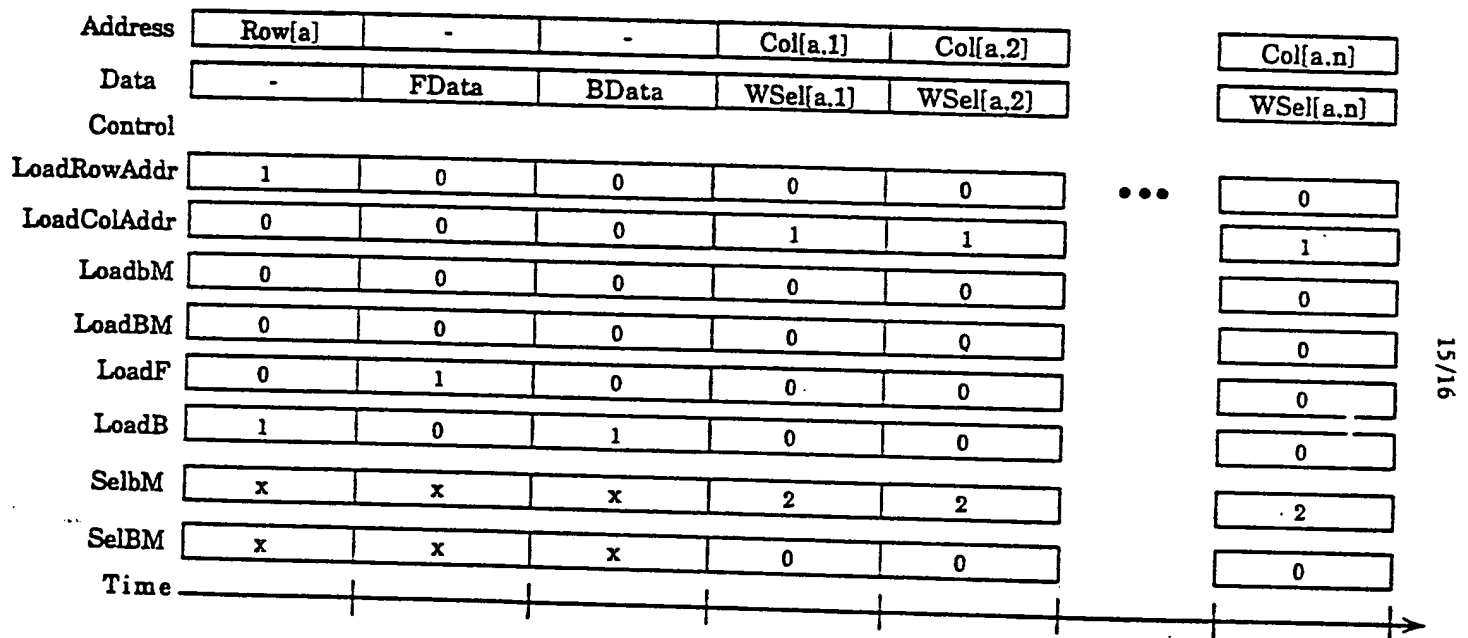 Address Row[a] - - Col[a,1] Col[a,2] Col[a,n]
Data - FData BData WSel[a,1] WSel[a,2] WSel[a,n]
Control
LoadRowAddr 1 0 0 0 0 ••• 0
LoadColAddr 0 0 0 1 1 1
LoadbM 0 0 0 0 0 0
LoadBM 0 0 0 0 0 0
LoadF 0 1 0 0 0 0
LoadB 1 0 1 0 0 0
SelbM x x x 2 2 2
SelBM x x x 0 0 0
Time
15/16